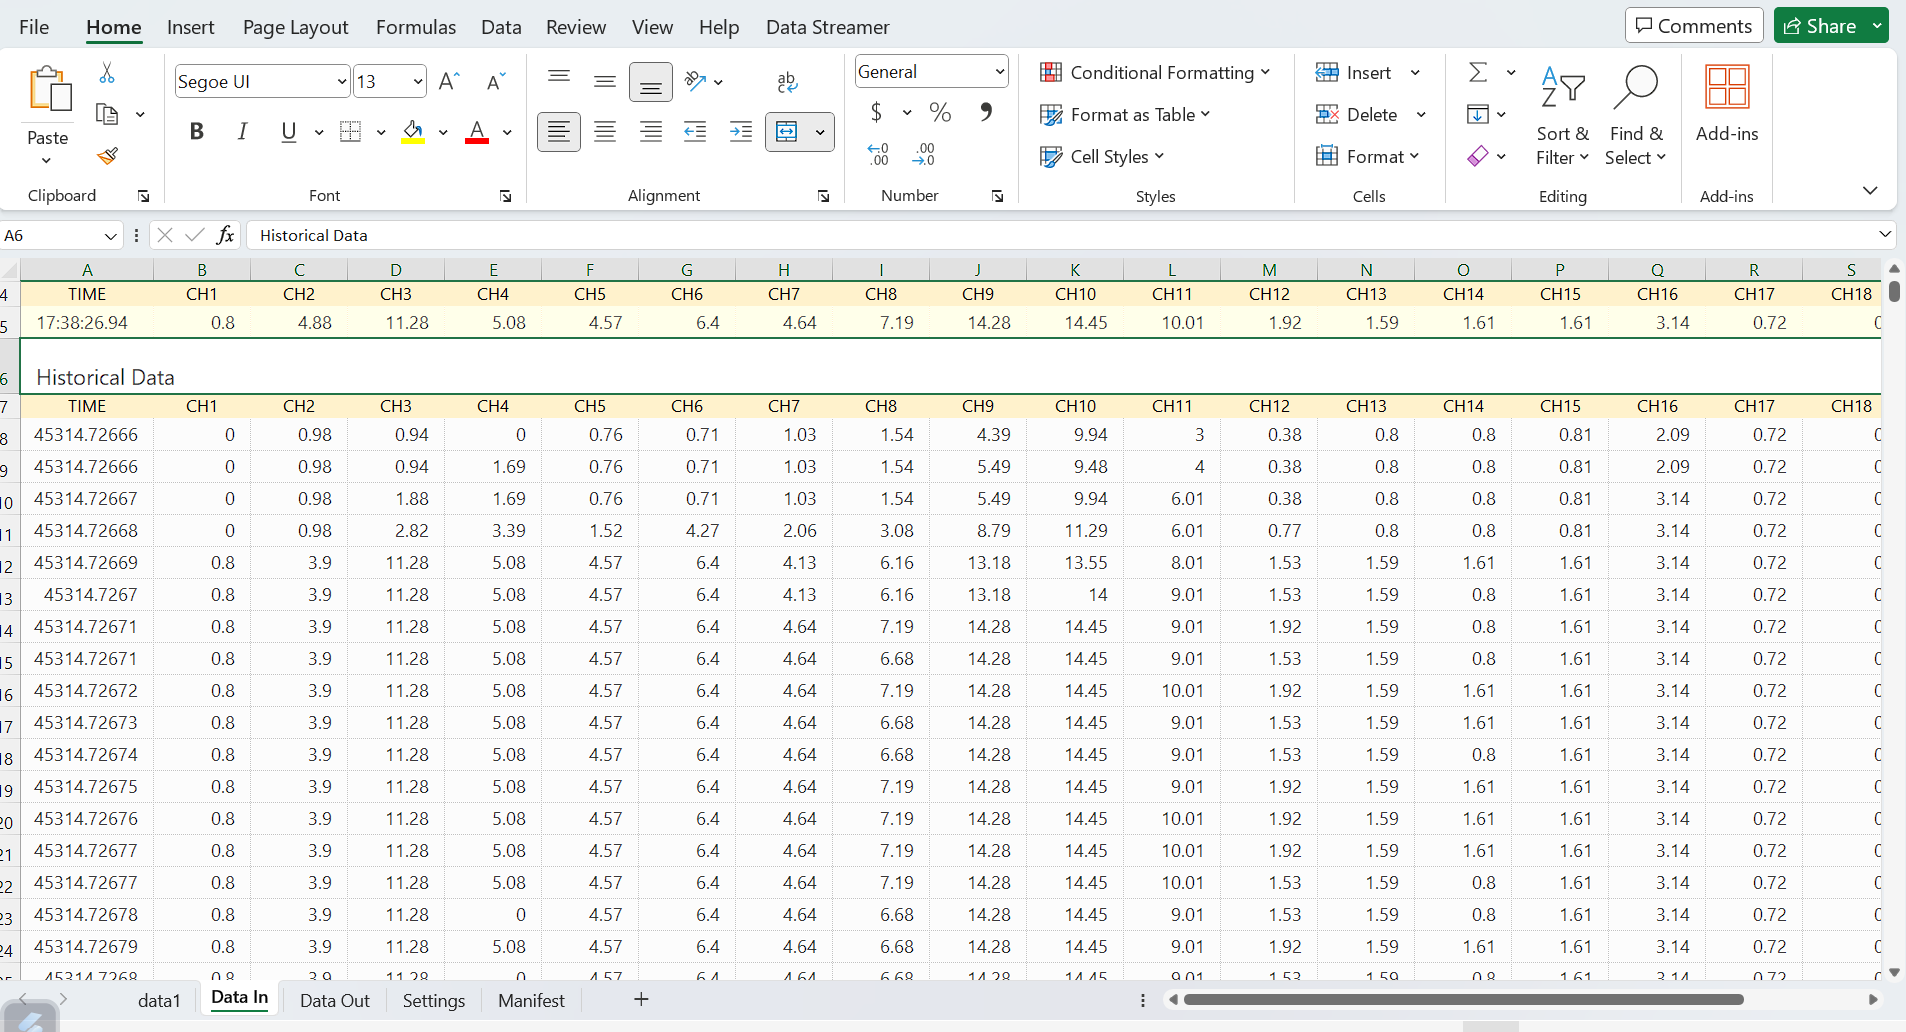 File Home Insert Page Layout Formulas Data Review View Help Data Streamer Comments Share
Segoe UI 13 ab General Conditional Formatting Insert
Paste B I U A $ % Format as Table Delete Sort & Filter Find & Select Add-ins
Cell Styles Format
Clipboard Font Alignment Number Styles Cells Editing Add-ins
A6 fx Historical Data
A B C D E F G H I J K L M N O P Q R S
4 TIME CH1 CH2 CH3 CH4 CH5 CH6 CH7 CH8 CH9 CH10 CH11 CH12 CH13 CH14 CH15 CH16 CH17 CH18
5 17:38:26.94 0.8 4.88 11.28 5.08 4.57 6.4 4.64 7.19 14.28 14.45 10.01 1.92 1.59 1.61 1.61 3.14 0.72
6 Historical Data
7 TIME CH1 CH2 CH3 CH4 CH5 CH6 CH7 CH8 CH9 CH10 CH11 CH12 CH13 CH14 CH15 CH16 CH17 CH18
8 45314.72666 0 0.98 0.94 0 0.76 0.71 1.03 1.54 4.39 9.94 3 0.38 0.8 0.8 0.81 2.09 0.72
9 45314.72666 0 0.98 0.94 1.69 0.76 0.71 1.03 1.54 5.49 9.48 4 0.38 0.8 0.8 0.81 2.09 0.72
10 45314.72667 0 0.98 1.88 1.69 0.76 0.71 1.03 1.54 5.49 9.94 6.01 0.38 0.8 0.8 0.81 3.14 0.72
11 45314.72668 0 0.98 2.82 3.39 1.52 4.27 2.06 3.08 8.79 11.29 6.01 0.77 0.8 0.8 0.81 3.14 0.72
12 45314.72669 0.8 3.9 11.28 5.08 4.57 6.4 4.13 6.16 13.18 13.55 8.01 1.53 1.59 1.61 1.61 3.14 0.72
13 45314.7267 0.8 3.9 11.28 5.08 4.57 6.4 4.13 6.16 13.18 14 9.01 1.53 1.59 0.8 1.61 3.14 0.72
14 45314.72671 0.8 3.9 11.28 5.08 4.57 6.4 4.64 7.19 14.28 14.45 9.01 1.92 1.59 0.8 1.61 3.14 0.72
15 45314.72671 0.8 3.9 11.28 5.08 4.57 6.4 4.64 6.68 14.28 14.45 9.01 1.53 1.59 0.8 1.61 3.14 0.72
16 45314.72672 0.8 3.9 11.28 5.08 4.57 6.4 4.64 7.19 14.28 14.45 10.01 1.92 1.59 1.61 1.61 3.14 0.72
17 45314.72673 0.8 3.9 11.28 5.08 4.57 6.4 4.64 6.68 14.28 14.45 9.01 1.53 1.59 1.61 1.61 3.14 0.72
18 45314.72674 0.8 3.9 11.28 5.08 4.57 6.4 4.64 6.68 14.28 14.45 9.01 1.53 1.59 0.8 1.61 3.14 0.72
19 45314.72675 0.8 3.9 11.28 5.08 4.57 6.4 4.64 7.19 14.28 14.45 9.01 1.92 1.59 1.61 1.61 3.14 0.72
20 45314.72676 0.8 3.9 11.28 5.08 4.57 6.4 4.64 7.19 14.28 14.45 10.01 1.92 1.59 1.61 1.61 3.14 0.72
21 45314.72677 0.8 3.9 11.28 5.08 4.57 6.4 4.64 7.19 14.28 14.45 10.01 1.92 1.59 1.61 1.61 3.14 0.72
22 45314.72677 0.8 3.9 11.28 5.08 4.57 6.4 4.64 7.19 14.28 14.45 10.01 1.53 1.59 0.8 1.61 3.14 0.72
23 45314.72678 0.8 3.9 11.28 0 4.57 6.4 4.64 6.68 14.28 14.45 9.01 1.53 1.59 0.8 1.61 3.14 0.72
24 45314.72679 0.8 3.9 11.28 5.08 4.57 6.4 4.64 6.68 14.28 14.45 9.01 1.92 1.59 1.61 1.61 3.14 0.72
45314.7268 0.8 3.9 11.28 0 4.57 6.4 4.64 6.68 14.28 14.45 9.01 1.53 1.59 0.8 1.61 3.14 0.72
data1 Data In Data Out Settings Manifest